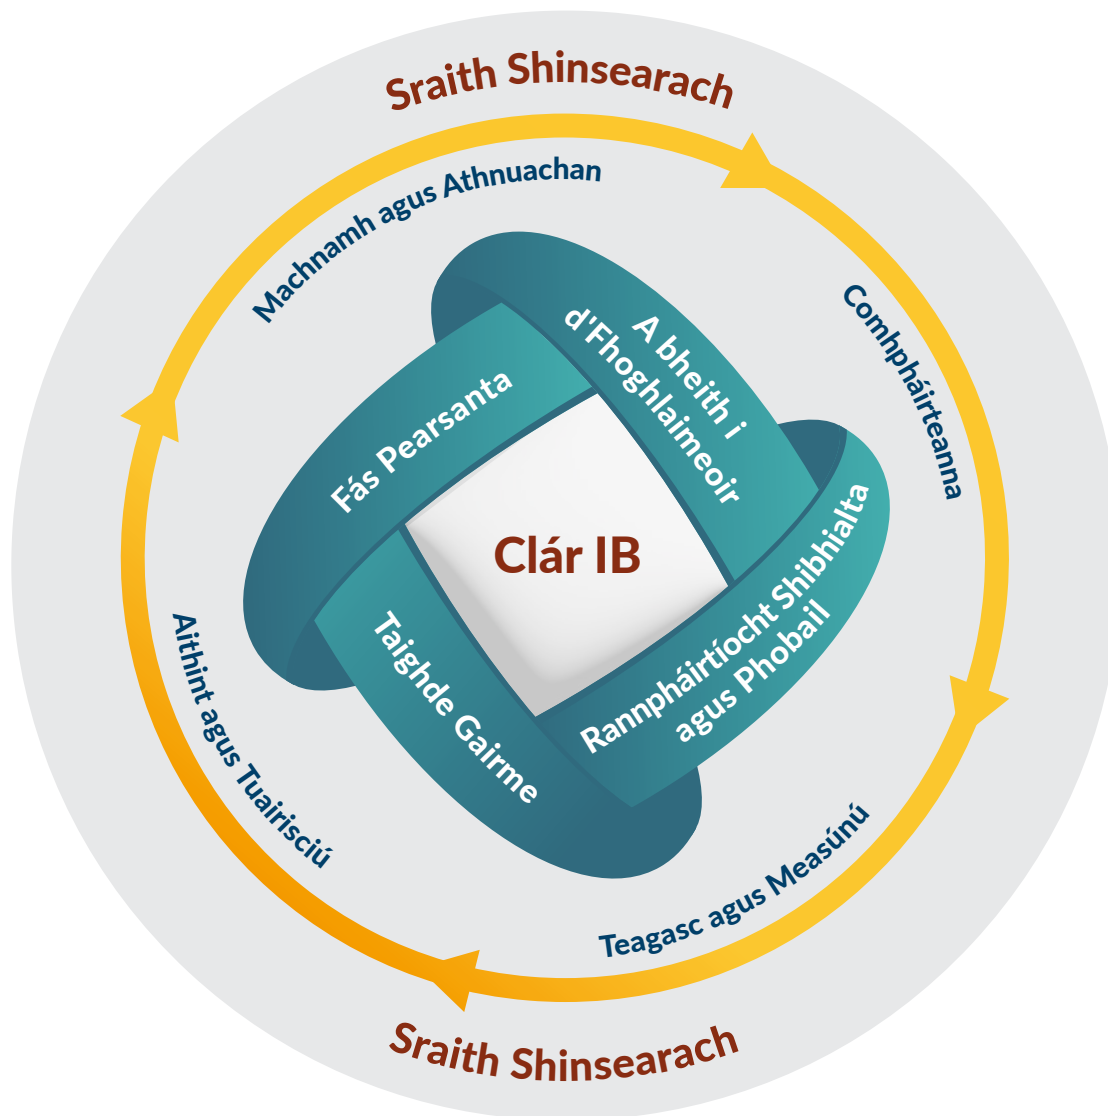 Sraith Shinsearach
Machnamh agus Athnuachan
Comhpháirteanna
A bheith i
d'Fhoghlaimeoir
Fás Pearsanta
Clár IB
Rannpháirtíocht Shibhialta
agus Phobail
Taighde Gairme
Aithint agus Tuairisciú
Teagasc agus Measúnú
Sraith Shinsearach